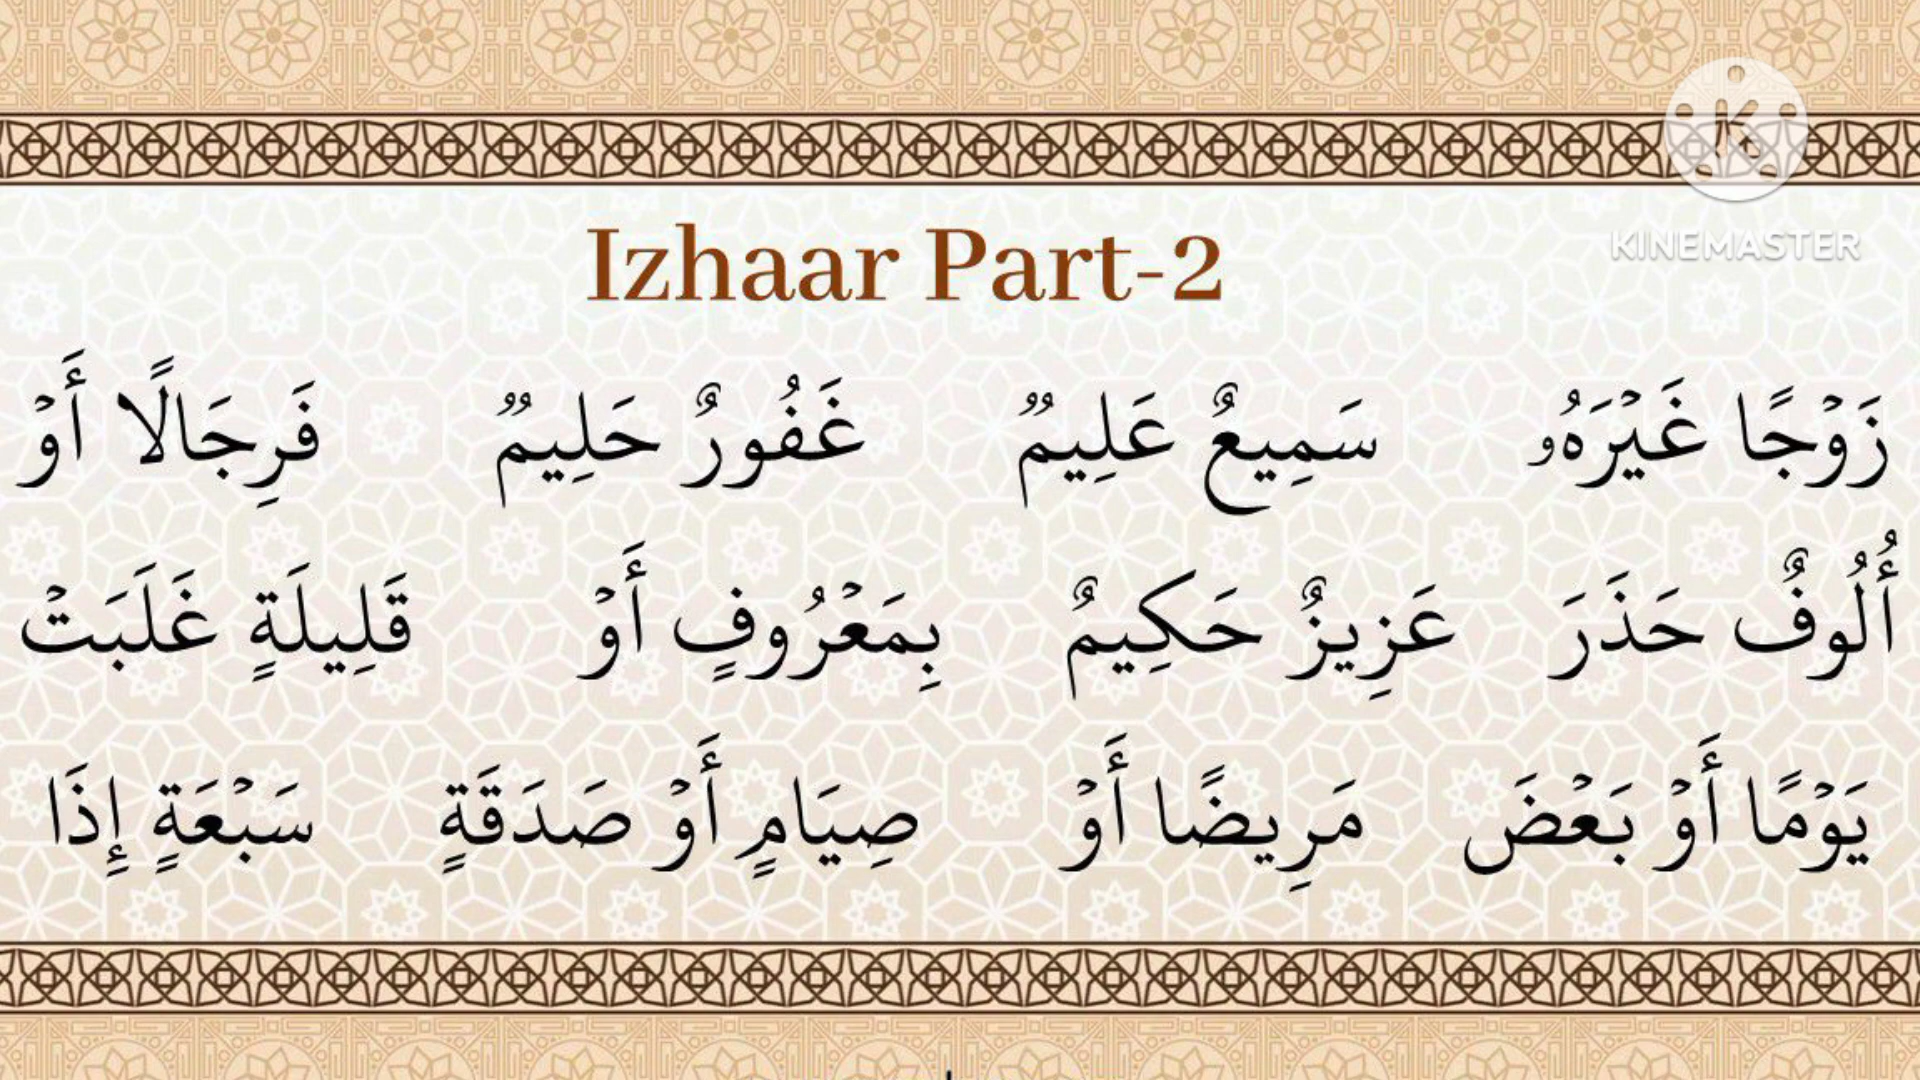 KINEMASTER
Izhaar Part-2
زَوۡجًا غَيۡرَهُۥ سَمِيعٌ عَلِيمٞ غَفُورٌ حَلِيمٞ فَرِجَالًا أَوۡ
أُلُوفٌ حَذَرَ عَزِيزٌ حَكِيمٌ بِمَعۡرُوفٍ أَوۡ قَلِيلَةٍ غَلَبَتۡ
يَوۡمًا أَوۡ بَعۡضَ مَرِيضًا أَوۡ صِيَامٍ أَوۡ صَدَقَةٍ سَبۡعَةٍ إِذَا